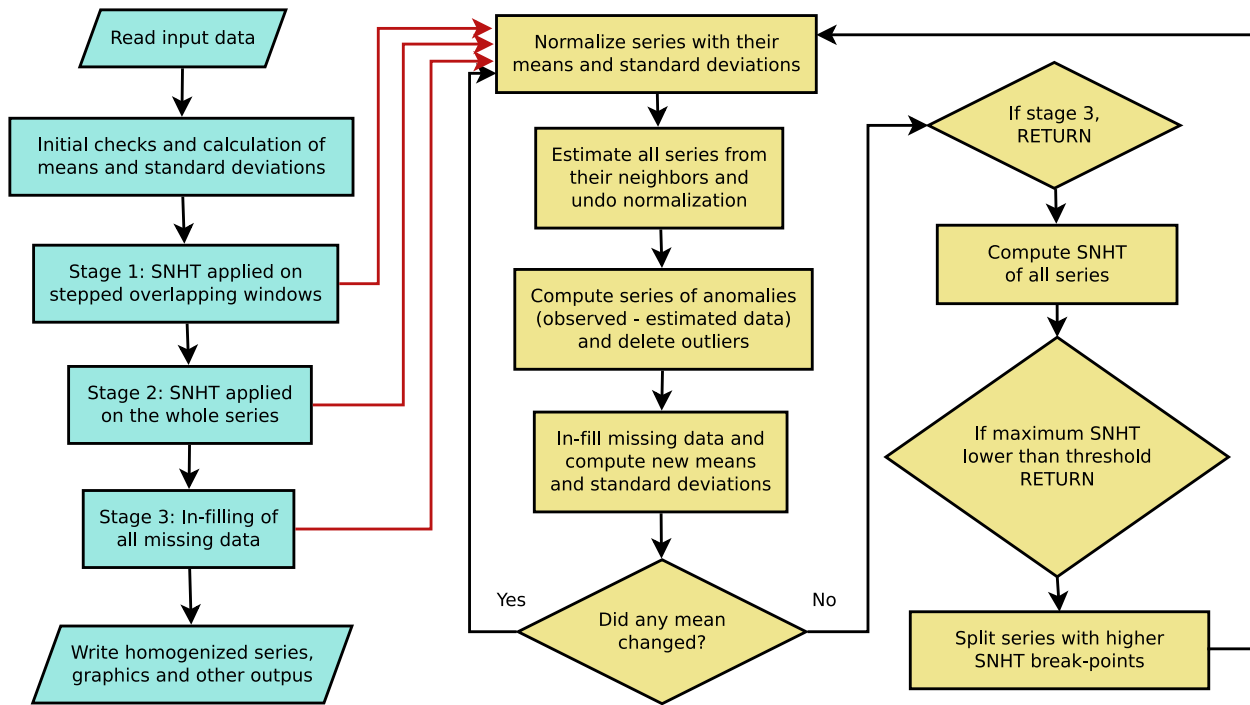 Read input data
Initial checks and calculation of
means and standard deviations
Stage 1: SNHT applied on
stepped overlapping windows
Stage 2: SNHT applied
on the whole series
Stage 3: In-filling of
all missing data
Write homogenized series,
graphics and other outpus
Normalize series with their
means and standard deviations
Estimate all series from
their neighbors and
undo normalization
Compute series of anomalies
(observed - estimated data)
and delete outliers
In-fill missing data and
compute new means
and standard deviations
Yes
Did any mean
changed?
No
If stage 3,
RETURN
Compute SNHT
of all series
If maximum SNHT
lower than threshold
RETURN
Split series with higher
SNHT break-points